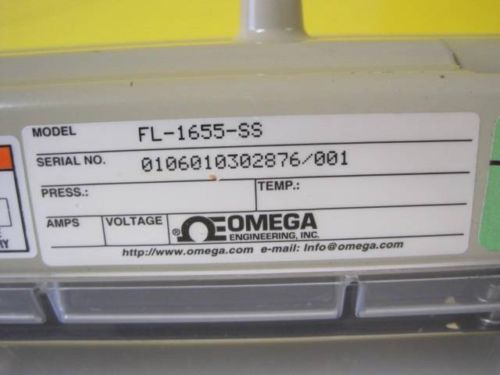 MODEL FL-1655-SS
SERIAL NO. 0106010302876/001
PRESS.: TEMP.:
AMPS VOLTAGE ® OMEGA
ENGINEERING, INC.
http://www.omega.com e-mail: Info@omega.com